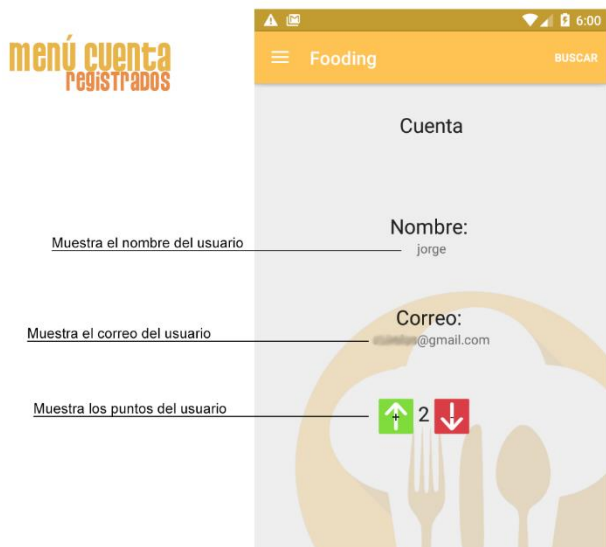 menú cuenta
registrados
6:00
Fooding
BUSCAR
Cuenta
Muestra el nombre del usuario
Nombre:
jorge
Muestra el correo del usuario
Correo:
@gmail.com
Muestra los puntos del usuario
+ 2 -